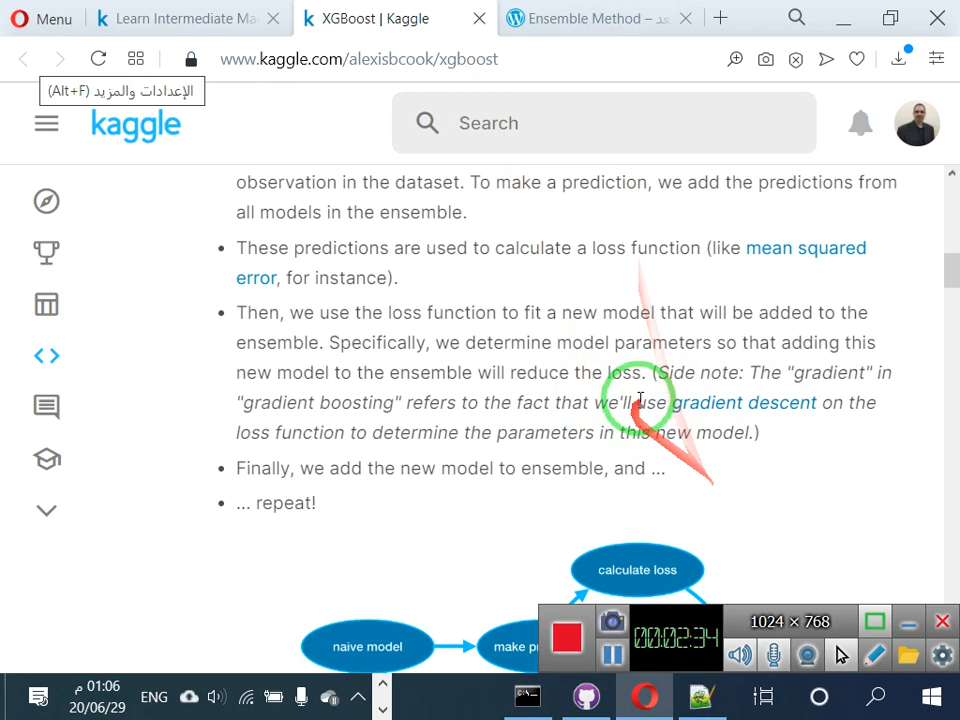 Menu
Learn Intermediate Ma
XGBoost | Kaggle
Ensemble Method –
www.kaggle.com/alexisbcook/xgboost
الإعدادات والمزيد (Alt+F)
kaggle
Search
observation in the dataset. To make a prediction, we add the predictions from
all models in the ensemble.
• These predictions are used to calculate a loss function (like mean squared
error, for instance).
• Then, we use the loss function to fit a new model that will be added to the
ensemble. Specifically, we determine model parameters so that adding this
new model to the ensemble will reduce the loss. (Side note: The "gradient" in
"gradient boosting" refers to the fact that we'll use gradient descent on the
loss function to determine the parameters in this new model.)
• Finally, we add the new model to ensemble, and ...
• ... repeat!
calculate loss
naive model
make p
1024 × 768
00:02:34
01:06 م
20/06/29
ENG